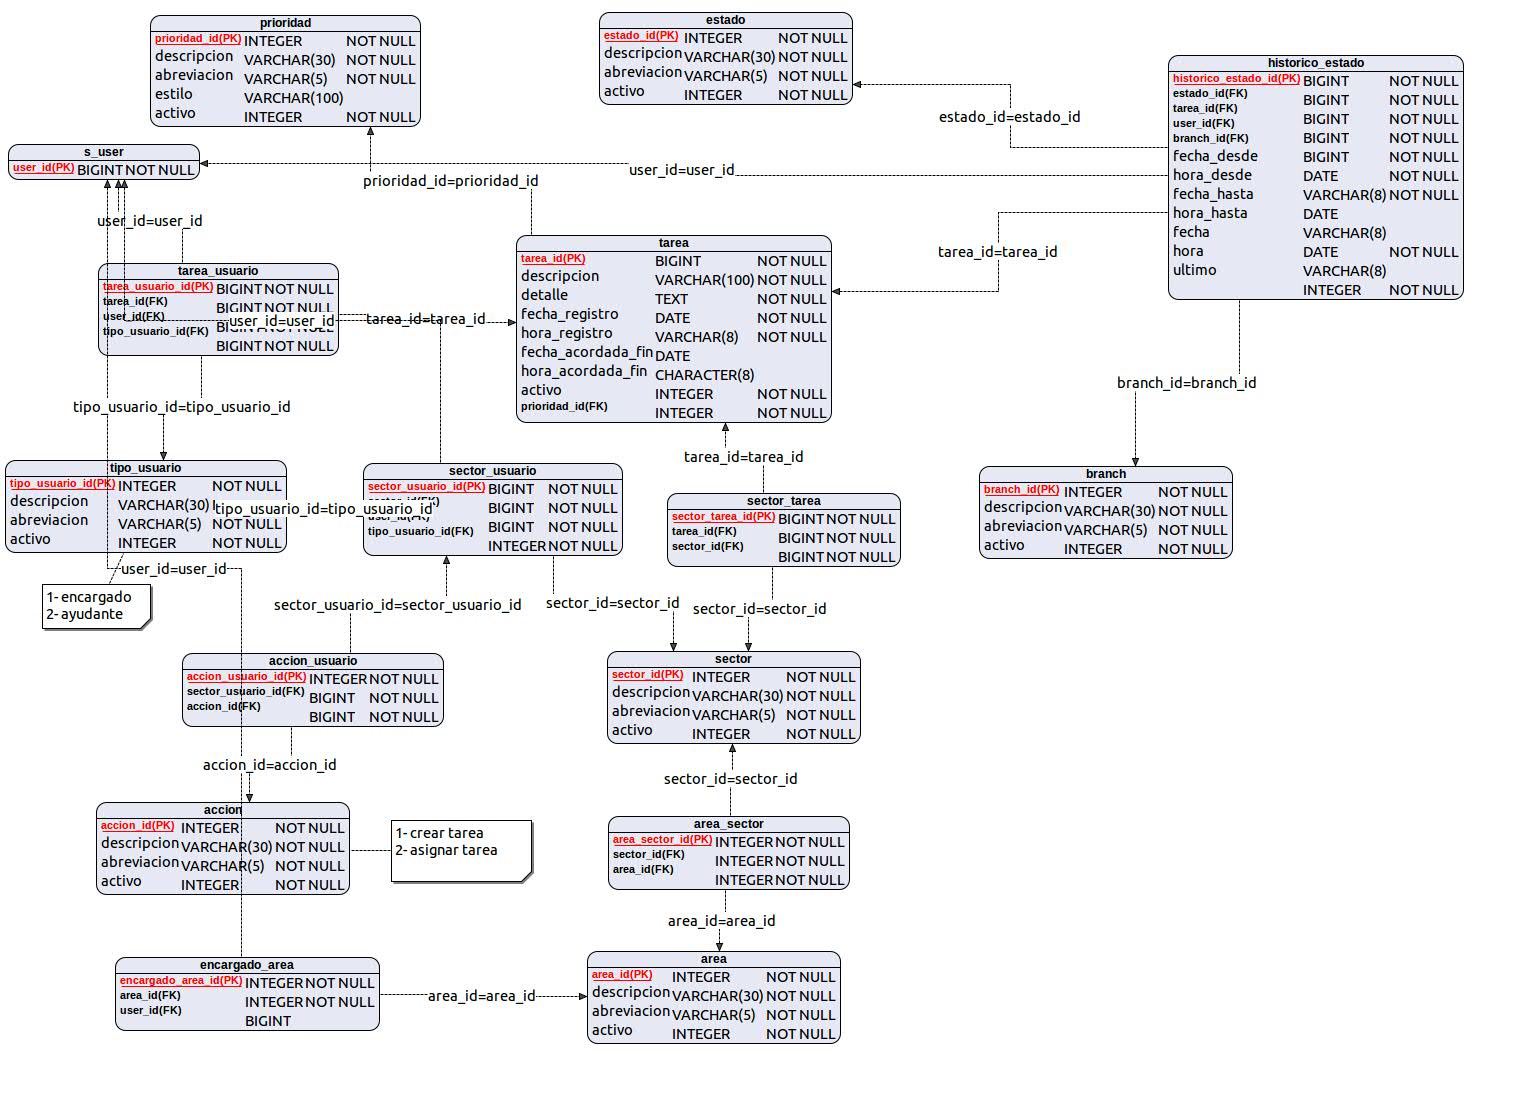 prioridad
prioridad_id(PK) INTEGER NOT NULL
descripcion VARCHAR(30) NOT NULL
abreviacion VARCHAR(5) NOT NULL
estilo VARCHAR(100)
activo INTEGER NOT NULL
estado
estado_id(PK) INTEGER NOT NULL
descripcion VARCHAR(30) NOT NULL
abreviacion VARCHAR(5) NOT NULL
activo INTEGER NOT NULL
historico_estado
historico_estado_id(PK) BIGINT NOT NULL
estado_id(FK) BIGINT NOT NULL
tarea_id(FK) BIGINT NOT NULL
user_id(FK) BIGINT NOT NULL
branch_id(FK) BIGINT NOT NULL
fecha_desde DATE NOT NULL
hora_desde VARCHAR(8) NOT NULL
fecha_hasta DATE
hora_hasta VARCHAR(8)
fecha DATE NOT NULL
hora VARCHAR(8)
ultimo INTEGER NOT NULL
estado_id=estado_id
s_user
user_id(PK) BIGINT NOT NULL
user_id=user_id
prioridad_id=prioridad_id
user_id=user_id
tarea_id=tarea_id
tarea
tarea_id(PK) BIGINT NOT NULL
descripcion VARCHAR(100) NOT NULL
detalle TEXT NOT NULL
fecha_registro DATE NOT NULL
hora_registro VARCHAR(8) NOT NULL
fecha_acordada_fin DATE
hora_acordada_fin CHARACTER(8)
activo INTEGER NOT NULL
prioridad_id(FK) INTEGER NOT NULL
tarea_usuario
tarea_usuario_id(PK) BIGINT NOT NULL
tarea_id(FK) BIGINT NOT NULL
user_id(FK)
tipo_usuario_id(FK) BIGINT NOT NULL
user_id=user_id
tarea_id=tarea_id
branch_id=branch_id
tipo_usuario_id=tipo_usuario_id
tarea_id=tarea_id
tipo_usuario
tipo_usuario_id(PK) INTEGER NOT NULL
descripcion VARCHAR(30)
abreviacion VARCHAR(5) NOT NULL
activo INTEGER NOT NULL
tipo_usuario_id=tipo_usuario_id
sector_usuario
sector_usuario_id(PK) BIGINT NOT NULL
BIGINT NOT NULL
BIGINT NOT NULL
tipo_usuario_id(FK) INTEGER NOT NULL
sector_tarea
sector_tarea_id(PK) BIGINT NOT NULL
tarea_id(FK) BIGINT NOT NULL
sector_id(FK) BIGINT NOT NULL
branch
branch_id(PK) INTEGER NOT NULL
descripcion VARCHAR(30) NOT NULL
abreviacion VARCHAR(5) NOT NULL
activo INTEGER NOT NULL
user_id=user_id
1- encargado
2- ayudante
sector_usuario_id=sector_usuario_id
sector_id=sector_id
sector_id=sector_id
accion_usuario
accion_usuario_id(PK) INTEGER NOT NULL
sector_usuario_id(FK) BIGINT NOT NULL
accion_id(FK) BIGINT NOT NULL
sector
sector_id(PK) INTEGER NOT NULL
descripcion VARCHAR(30) NOT NULL
abreviacion VARCHAR(5) NOT NULL
activo INTEGER NOT NULL
accion_id=accion_id
sector_id=sector_id
accion
accion_id(PK) INTEGER NOT NULL
descripcion VARCHAR(30) NOT NULL
abreviacion VARCHAR(5) NOT NULL
activo INTEGER NOT NULL
1- crear tarea
2- asignar tarea
area_sector
area_sector_id(PK) INTEGER NOT NULL
sector_id(FK) INTEGER NOT NULL
area_id(FK) INTEGER NOT NULL
area_id=area_id
encargado_area
encargado_area_id(PK) INTEGER NOT NULL
area_id(FK) INTEGER NOT NULL
user_id(FK) BIGINT
area_id=area_id
area
area_id(PK) INTEGER NOT NULL
descripcion VARCHAR(30) NOT NULL
abreviacion VARCHAR(5) NOT NULL
activo INTEGER NOT NULL